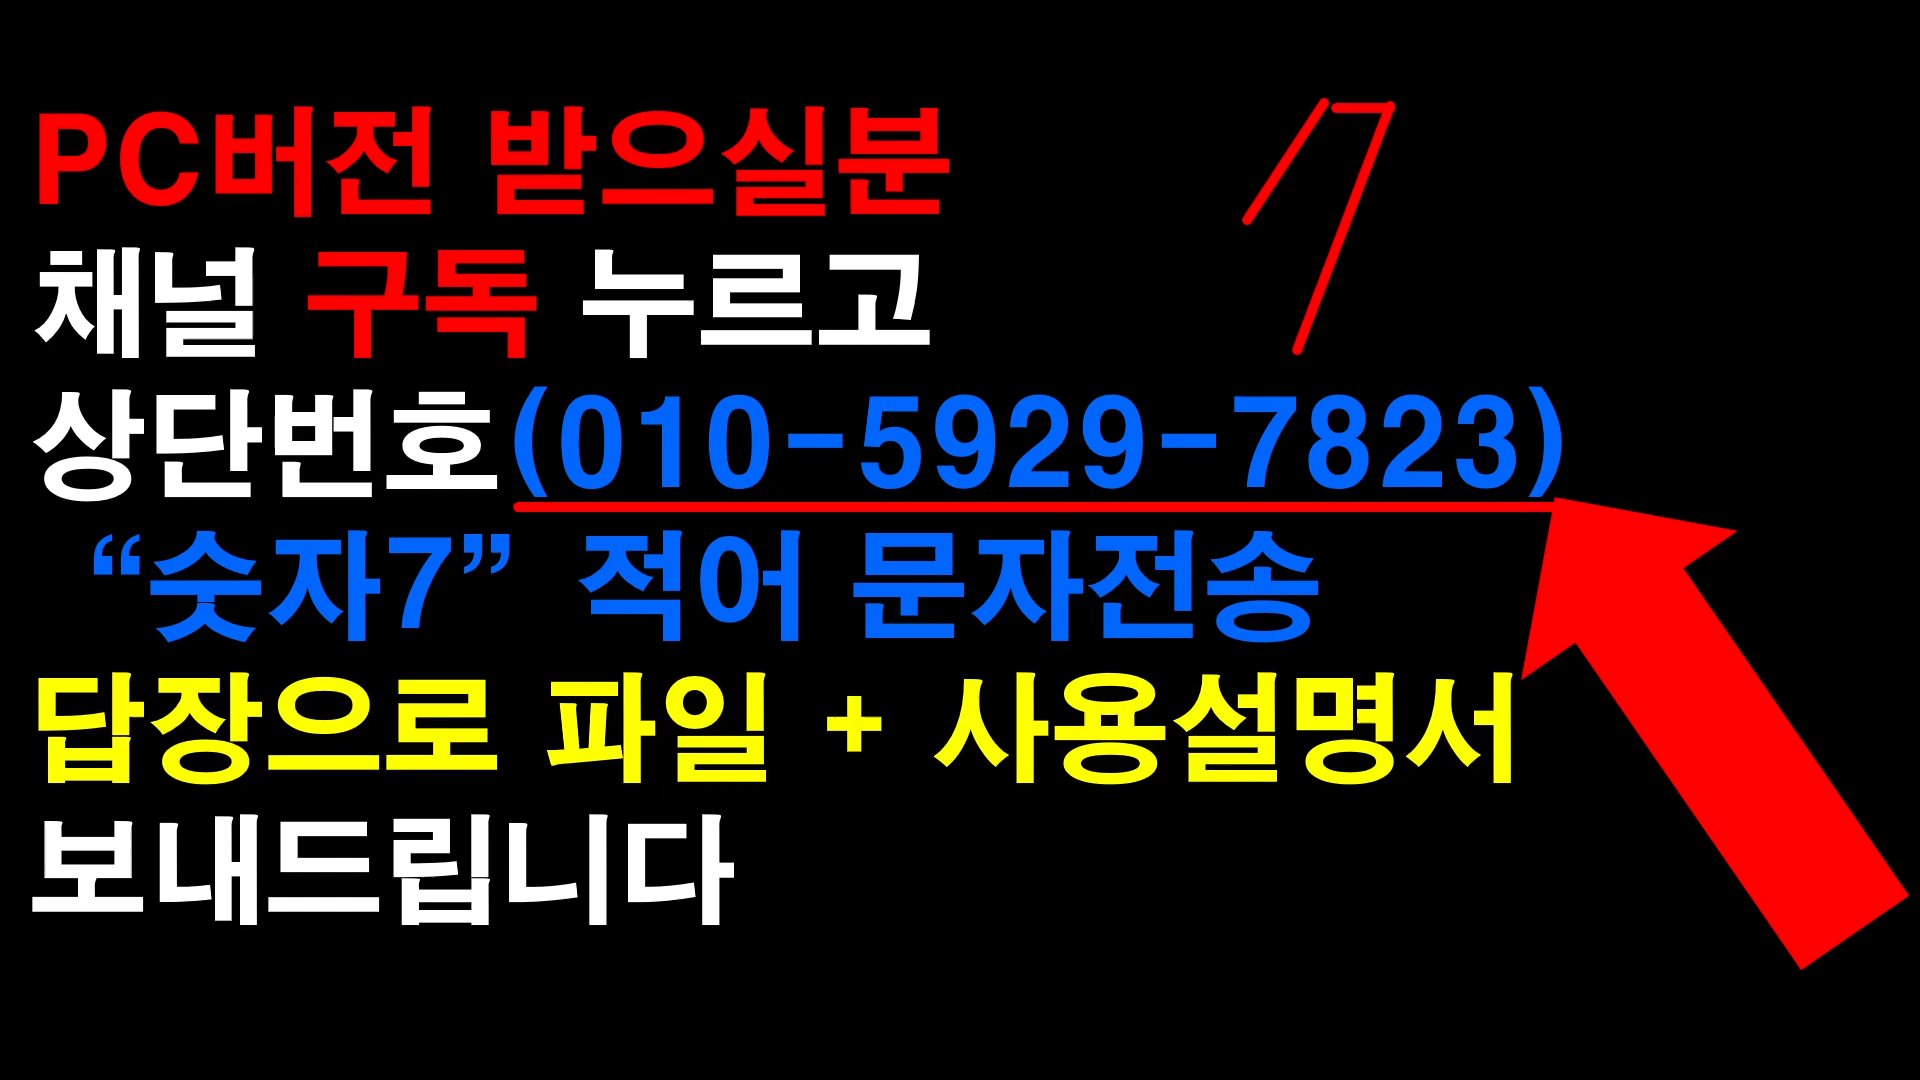 PC버전 받으실분
채널 구독 누르고
상단번호(010-5929-7823)
“숫자7” 적어 문자전송
답장으로 파일 + 사용설명서
보내드립니다
7